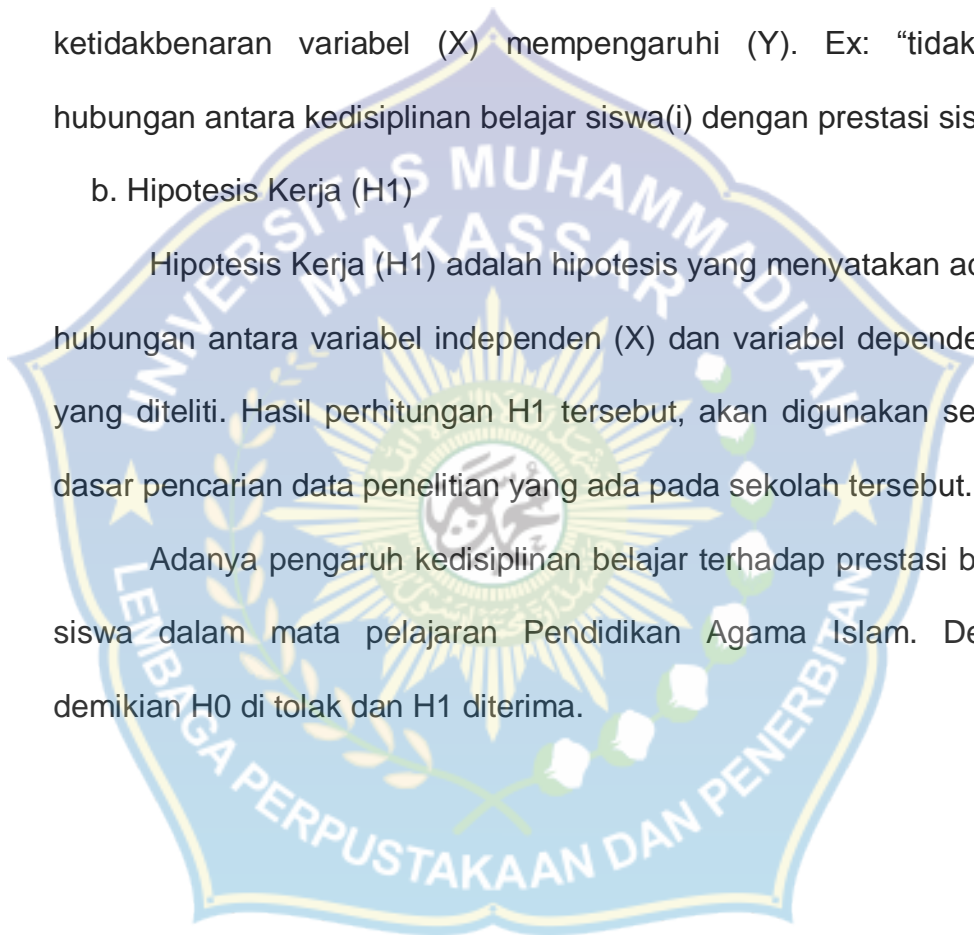 ketidakbenaran variabel (X) mempengaruhi (Y). Ex: “tidak
hubungan antara kedisiplinan belajar siswa(i) dengan prestasi sis
b. Hipotesis Kerja (H1)
Hipotesis Kerja (H1) adalah hipotesis yang menyatakan ad
hubungan antara variabel independen (X) dan variabel depende
yang diteliti. Hasil perhitungan H1 tersebut, akan digunakan se
dasar pencarian data penelitian yang ada pada sekolah tersebut.
Adanya pengaruh kedisiplinan belajar terhadap prestasi b
siswa dalam mata pelajaran Pendidikan Agama Islam. De
demikian H0 di tolak dan H1 diterima.
UNIVERSITAS MUHAMMADIYAH
MAKASSAR
LEMBAGA PERPUSTAKAAN DAN PENERBITAN